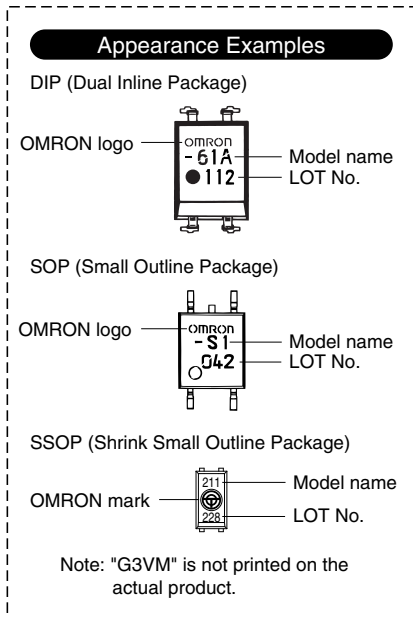 Appearance Examples
DIP (Dual Inline Package)
OMRON logo
OMRON
-61A
112
Model name
LOT No.
SOP (Small Outline Package)
OMRON logo
OMRON
-S1
042
Model name
LOT No.
SSOP (Shrink Small Outline Package)
OMRON mark
211
228
Model name
LOT No.
Note: "G3VM" is not printed on the
actual product.